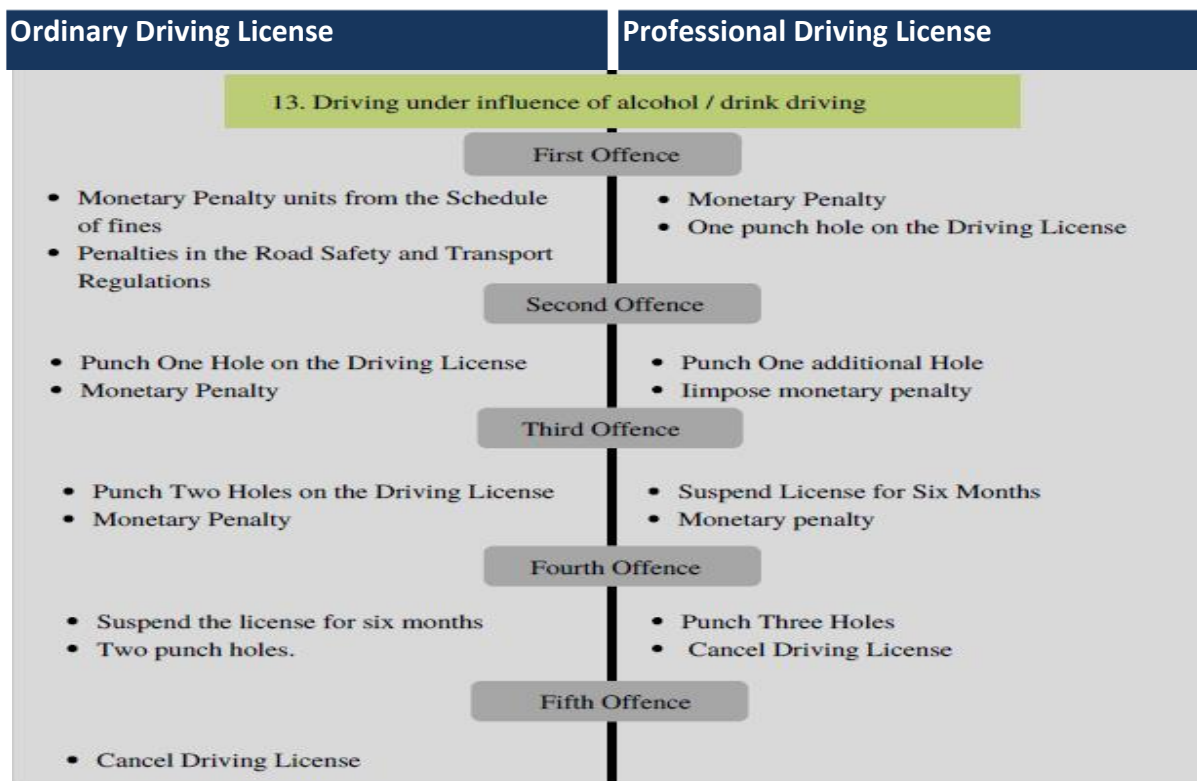 Ordinary Driving License
Professional Driving License
13. Driving under influence of alcohol / drink driving
First Offence
• Monetary Penalty units from the Schedule
of fines
• Penalties in the Road Safety and Transport
Regulations
• Monetary Penalty
• One punch hole on the Driving License
Second Offence
• Punch One Hole on the Driving License
• Monetary Penalty
• Punch One additional Hole
• Iimpose monetary penalty
Third Offence
• Punch Two Holes on the Driving License
• Monetary Penalty
• Suspend License for Six Months
• Monetary penalty
Fourth Offence
• Suspend the license for six months
• Two punch holes.
• Punch Three Holes
• Cancel Driving License
Fifth Offence
• Cancel Driving License